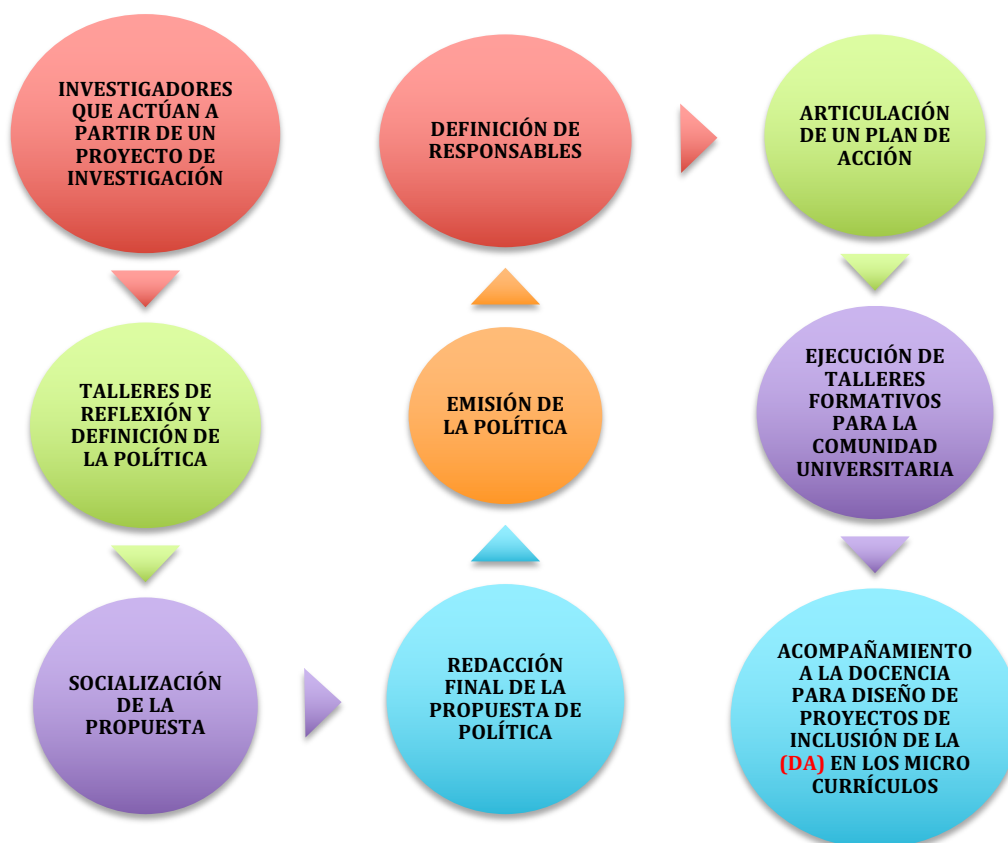 INVESTIGADORES
QUE ACTÚAN A
PARTIR DE UN
PROYECTO DE
INVESTIGACIÓN
TALLERES DE
REFLEXIÓN Y
DEFINICIÓN DE
LA POLÍTICA
SOCIALIZACIÓN
DE LA
PROPUESTA
REDACCIÓN
FINAL DE LA
PROPUESTA DE
POLÍTICA
EMISIÓN DE
LA POLÍTICA
DEFINICIÓN DE
RESPONSABLES
ARTICULACIÓN
DE UN PLAN DE
ACCIÓN
EJECUCIÓN DE
TALLERES
FORMATIVOS
PARA LA
COMUNIDAD
UNIVERSITARIA
ACOMPAÑAMIENTO
A LA DOCENCIA
PARA DISEÑO DE
PROYECTOS DE
INCLUSIÓN DE LA
(DA) EN LOS MICRO
CURRÍCULOS